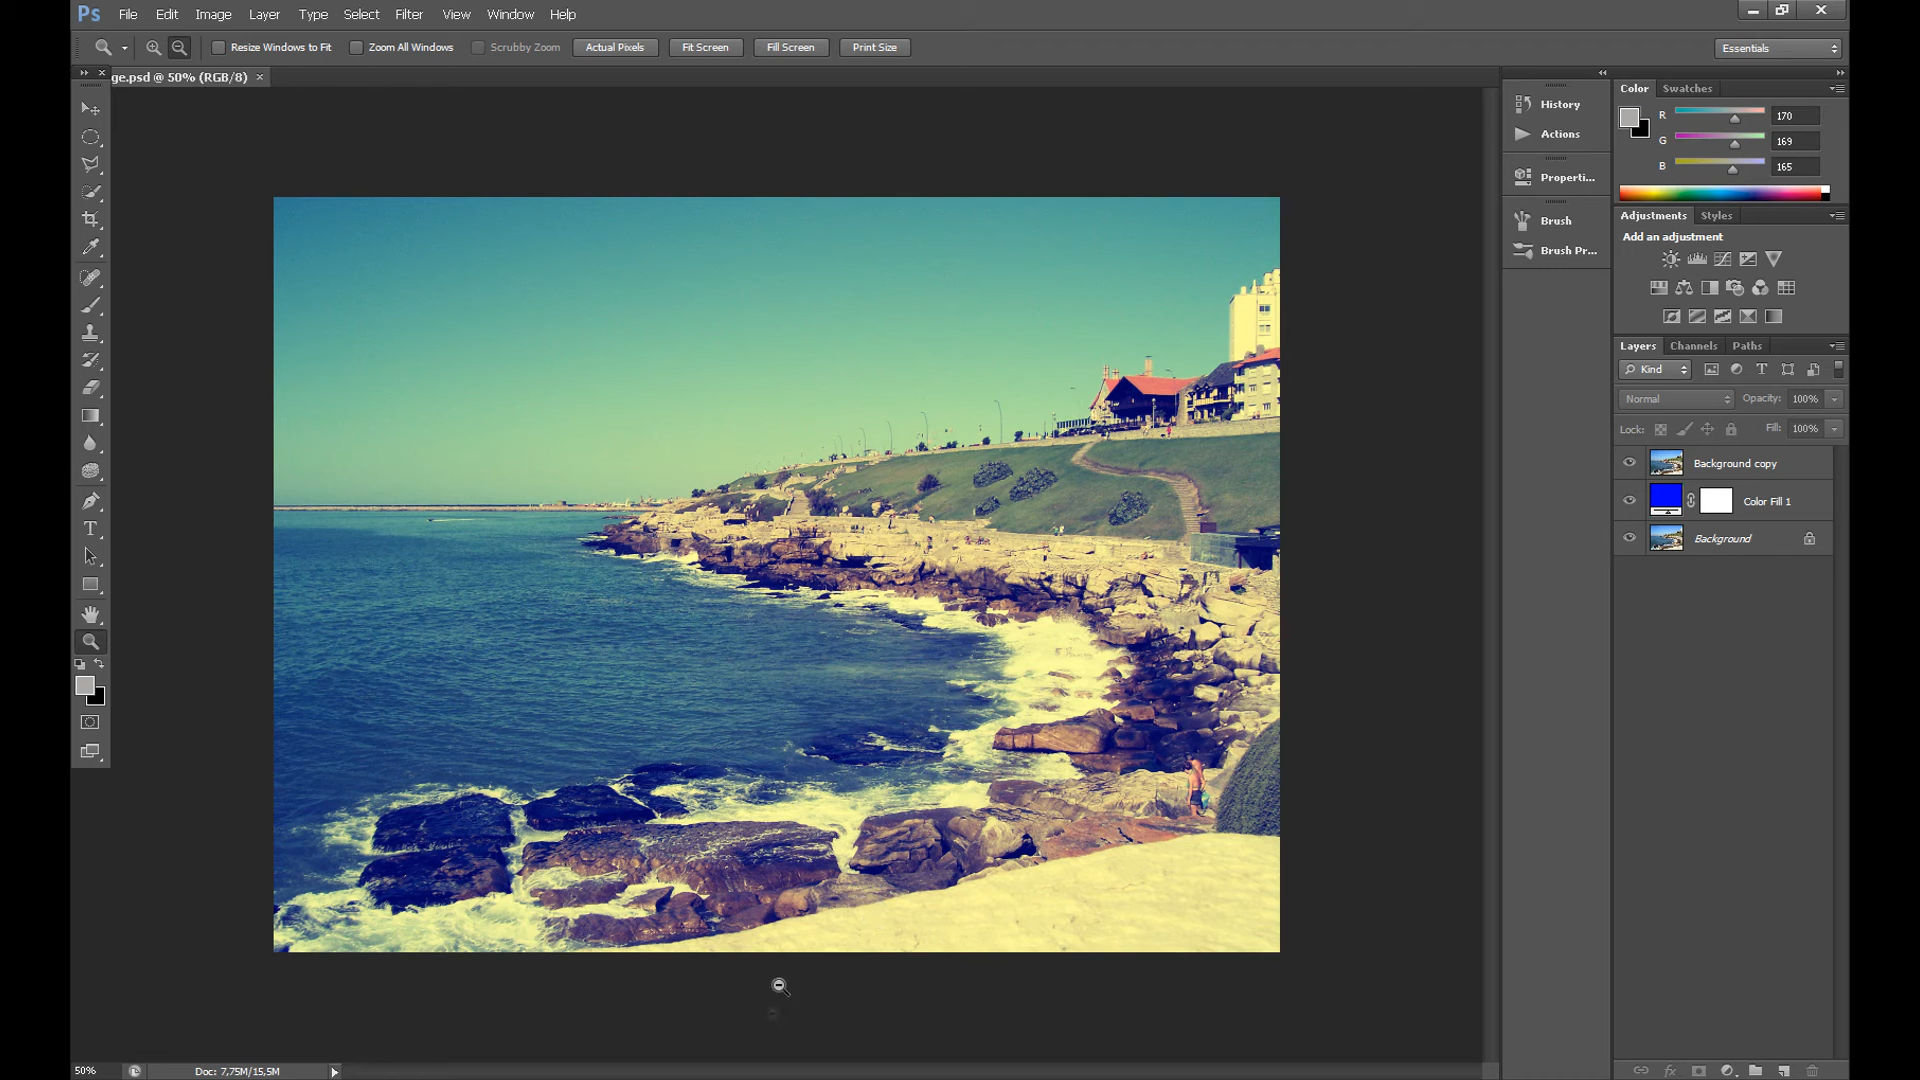 Ps File Edit Image Layer Type Select Filter View Window Help
Resize Windows to Fit Zoom All Windows Scrubby Zoom Actual Pixels Fit Screen Fill Screen Print Size Essentials
ge.psd @ 50% (RGB/8) ×
History
Actions
Properti...
Brush
Brush Pr...
Color Swatches
R 170
G 169
B 165
Adjustments Styles
Add an adjustment
Layers Channels Paths
Kind
Normal Opacity: 100%
Lock: Fill: 100%
Background copy
Color Fill 1
Background
50% Doc: 7,75M/15,5M